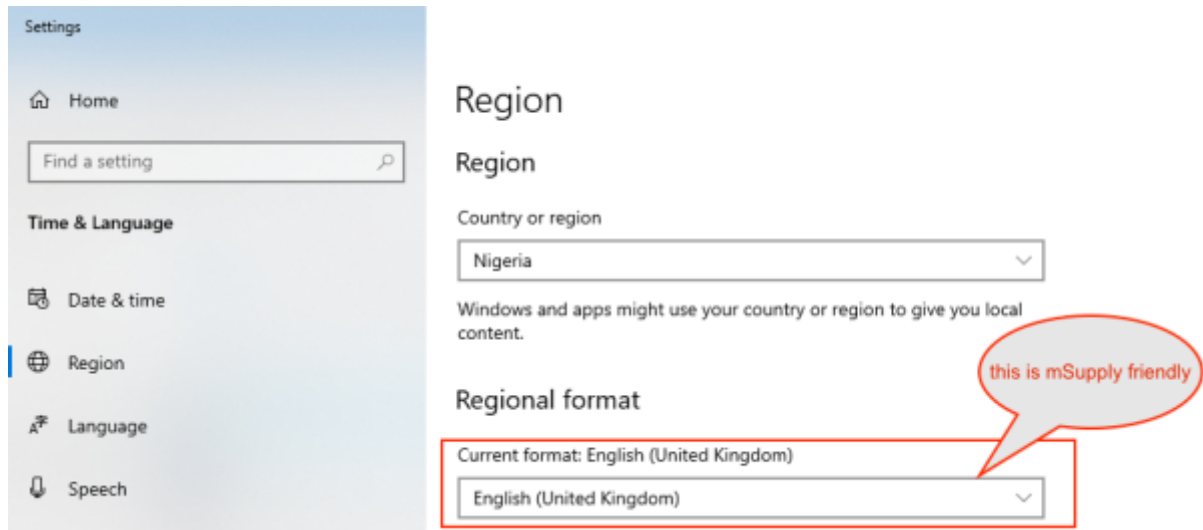 Settings
Home
Find a setting
Time & Language
Date & time
Region
Language
Speech
Region
Region
Country or region
Nigeria
Windows and apps might use your country or region to give you local
content.
this is mSupply friendly
Regional format
Current format: English (United Kingdom)
English (United Kingdom)